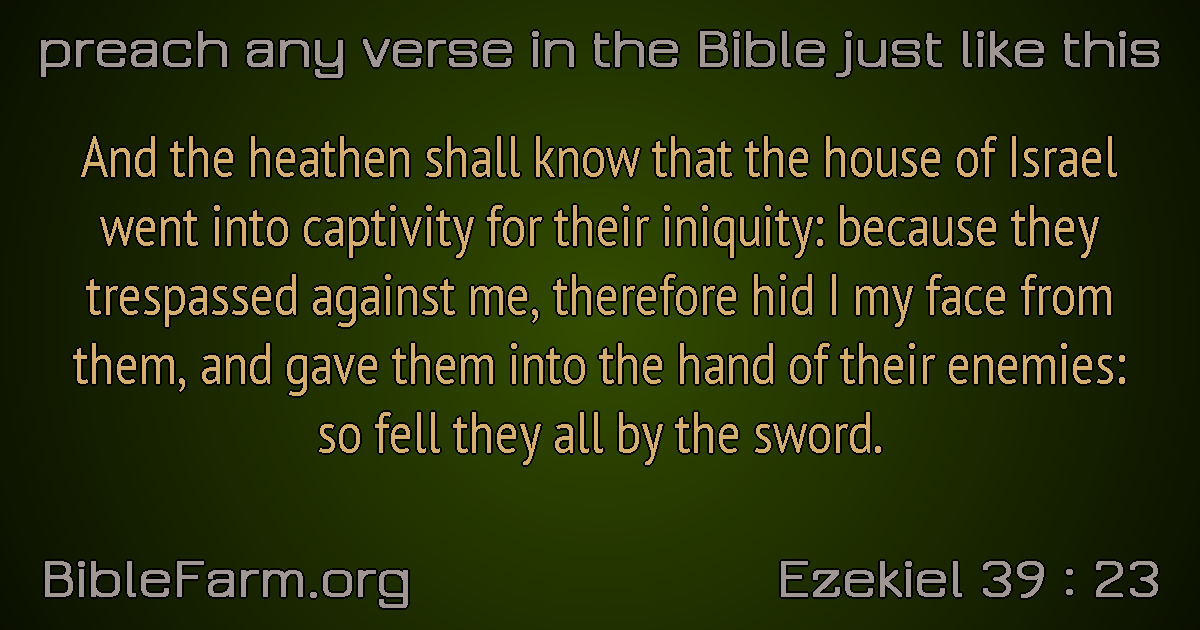 preach any verse in the Bible just like this
And the heathen shall know that the house of Israel
went into captivity for their iniquity: because they
trespassed against me, therefore hid I my face from
them, and gave them into the hand of their enemies:
so fell they all by the sword.
BibleFarm.org
Ezekiel 39 : 23